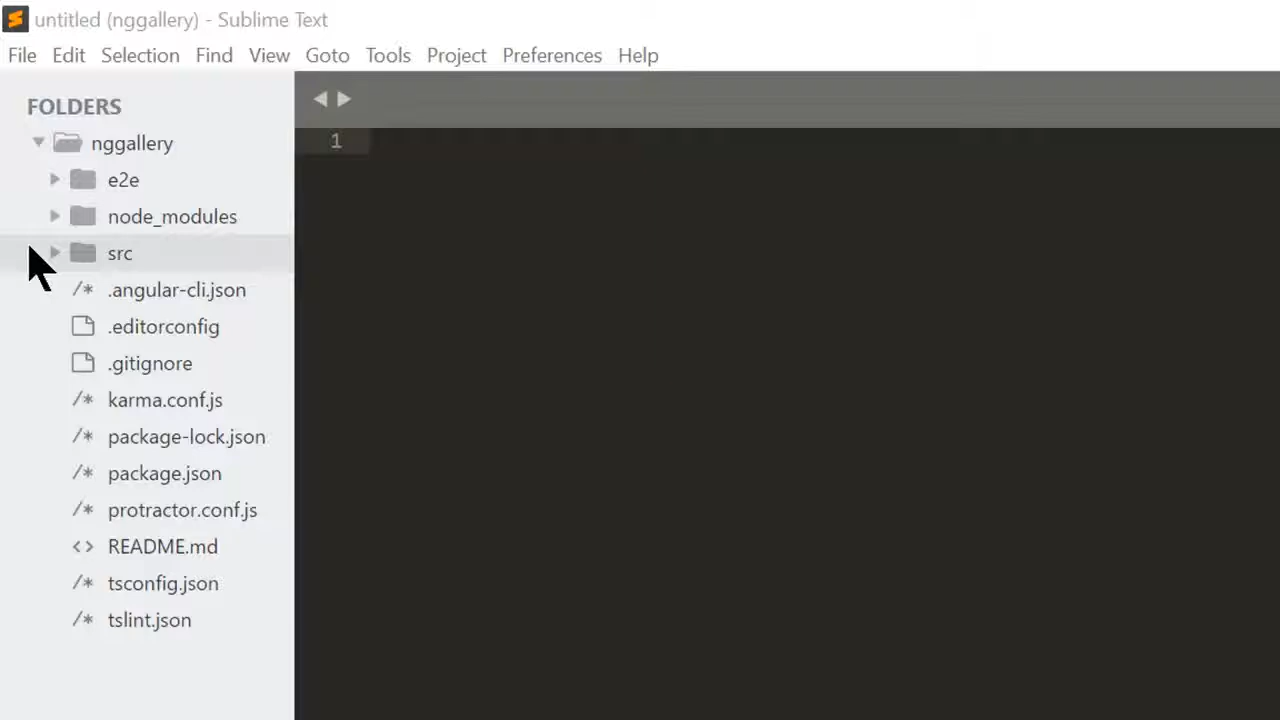 untitled (nggallery) - Sublime Text
File Edit Selection Find View Goto Tools Project Preferences Help
FOLDERS
nggallery
1
e2e
node_modules
src
/* .angular-cli.json
.editorconfig
.gitignore
/* karma.conf.js
/* package-lock.json
/* package.json
/* protractor.conf.js
<> README.md
/* tsconfig.json
/* tslint.json